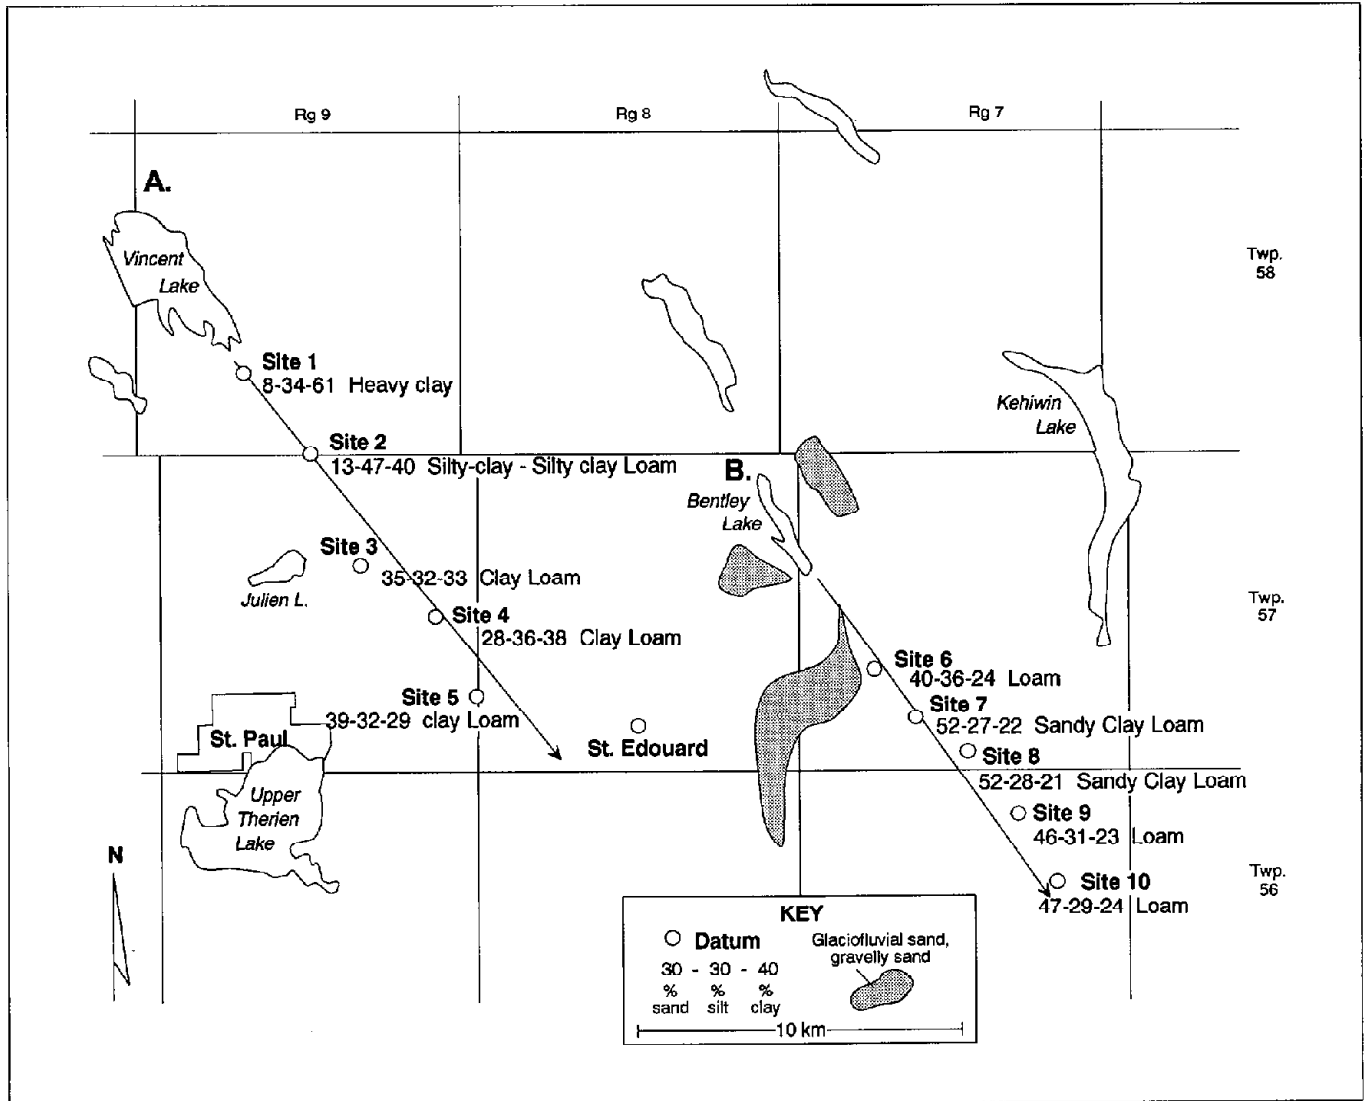 Rg 9
Rg 8
Rg 7
A.
Vincent
Lake
Twp.
58
Site 1
8-34-61 Heavy clay
Kehiwin
Lake
Site 2
13-47-40 Silty-clay - Silty clay Loam
B.
Bentley
Lake
Site 3
35-32-33 Clay Loam
Julien L.
Twp.
57
Site 4
28-36-38 Clay Loam
Site 5
39-32-29 clay Loam
Site 6
40-36-24 Loam
Site 7
52-27-22 Sandy Clay Loam
St. Paul
St. Edouard
Site 8
52-28-21 Sandy Clay Loam
Upper
Therien
Lake
Site 9
46-31-23 Loam
N
Site 10
47-29-24 Loam
Twp.
56
KEY
Datum
30 - 30 - 40
% % %
sand silt clay
Glaciofluvial sand,
gravelly sand
10 km